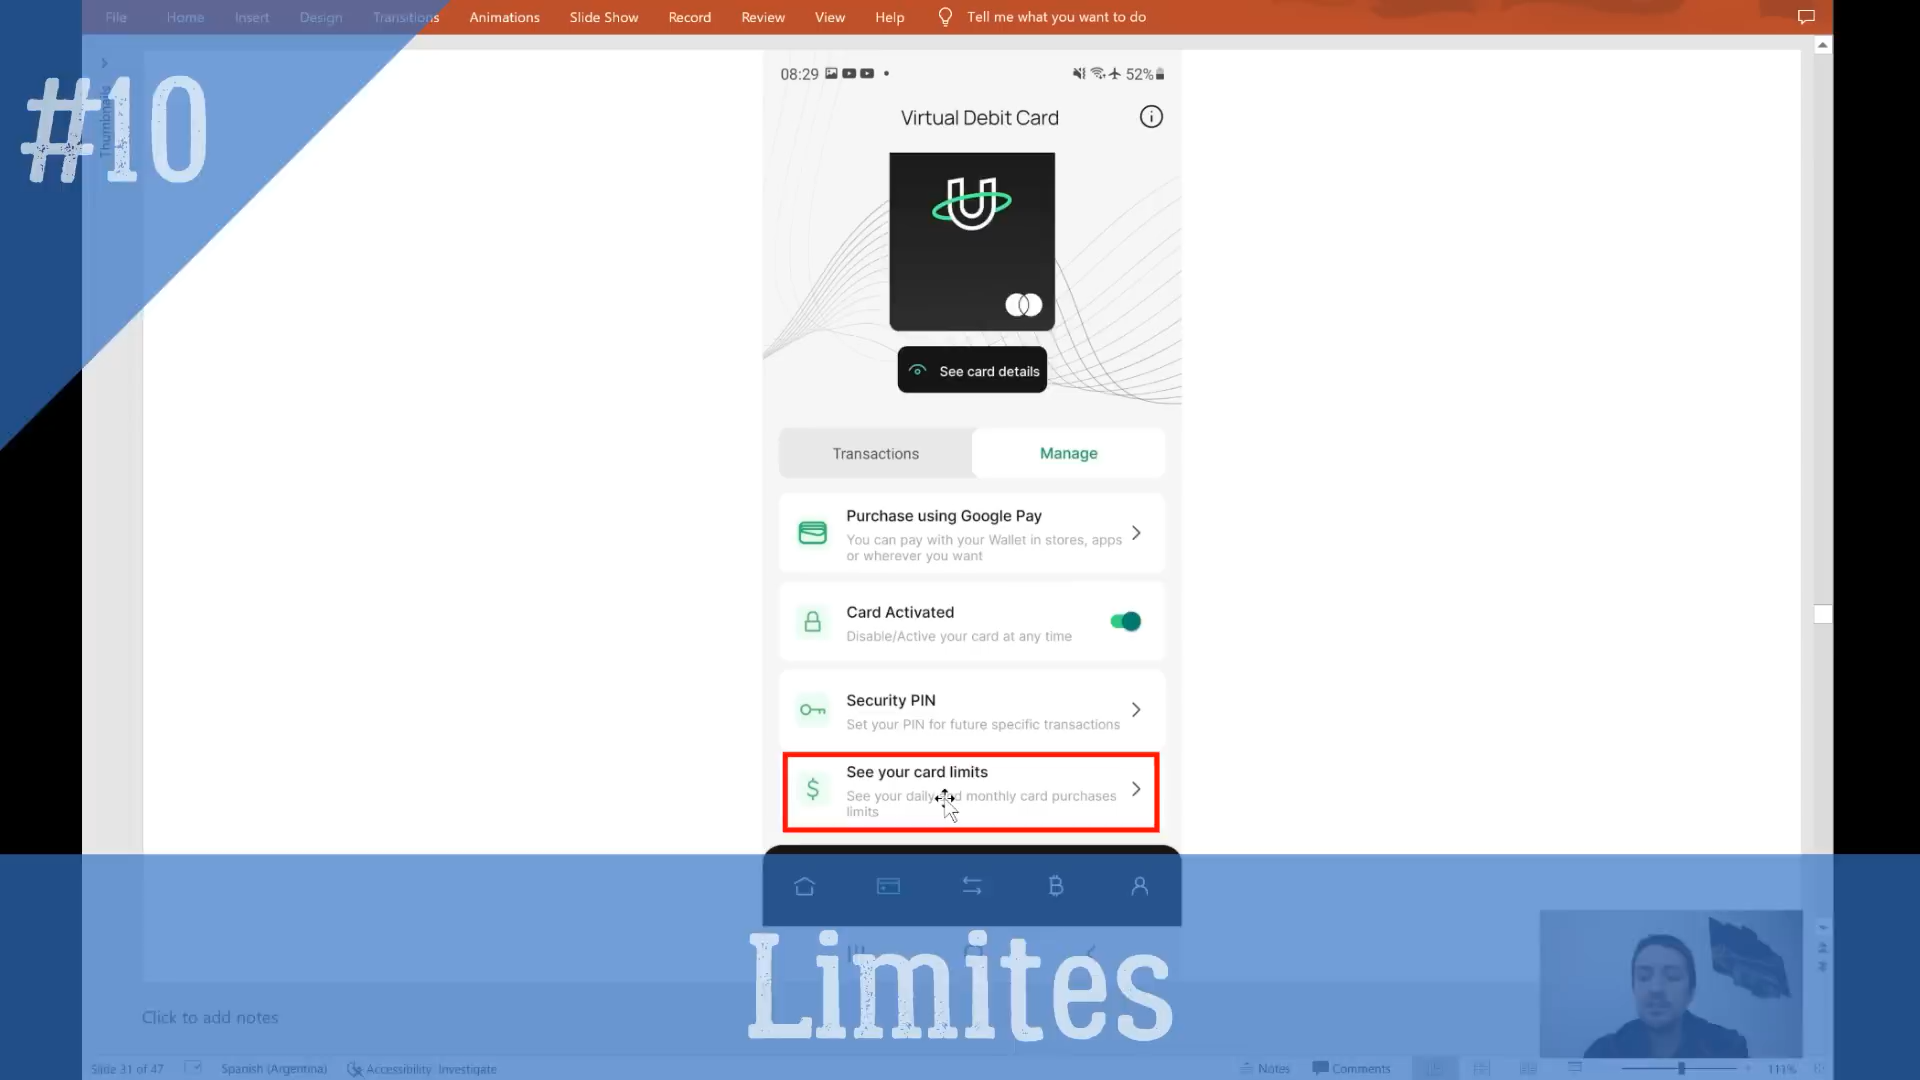 File Home Insert Design Transitions Animations Slide Show Record Review View Help Tell me what you want to do
#10
Thumbnails
08:29 52%
Virtual Debit Card
U
See card details
Transactions Manage
Purchase using Google Pay
You can pay with your Wallet in stores, apps
or wherever you want
Card Activated
Disable/Active your card at any time
Security PIN
Set your PIN for future specific transactions
See your card limits
See your daily and monthly card purchases
limits
Limites
Click to add notes
Slide 31 of 47 Spanish (Argentina) Accessibility: Investigate Notes Comments 111%